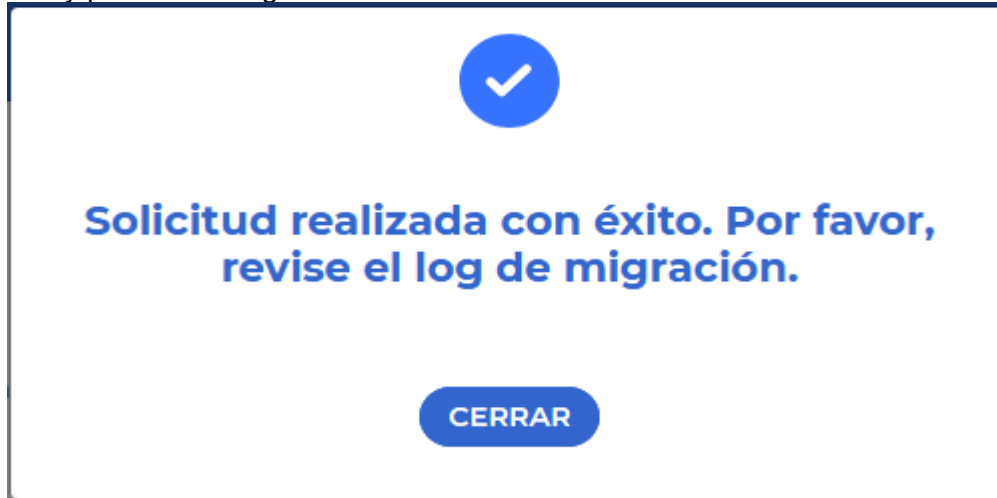 Solicitud realizada con éxito. Por favor,
revise el log de migración.
CERRAR